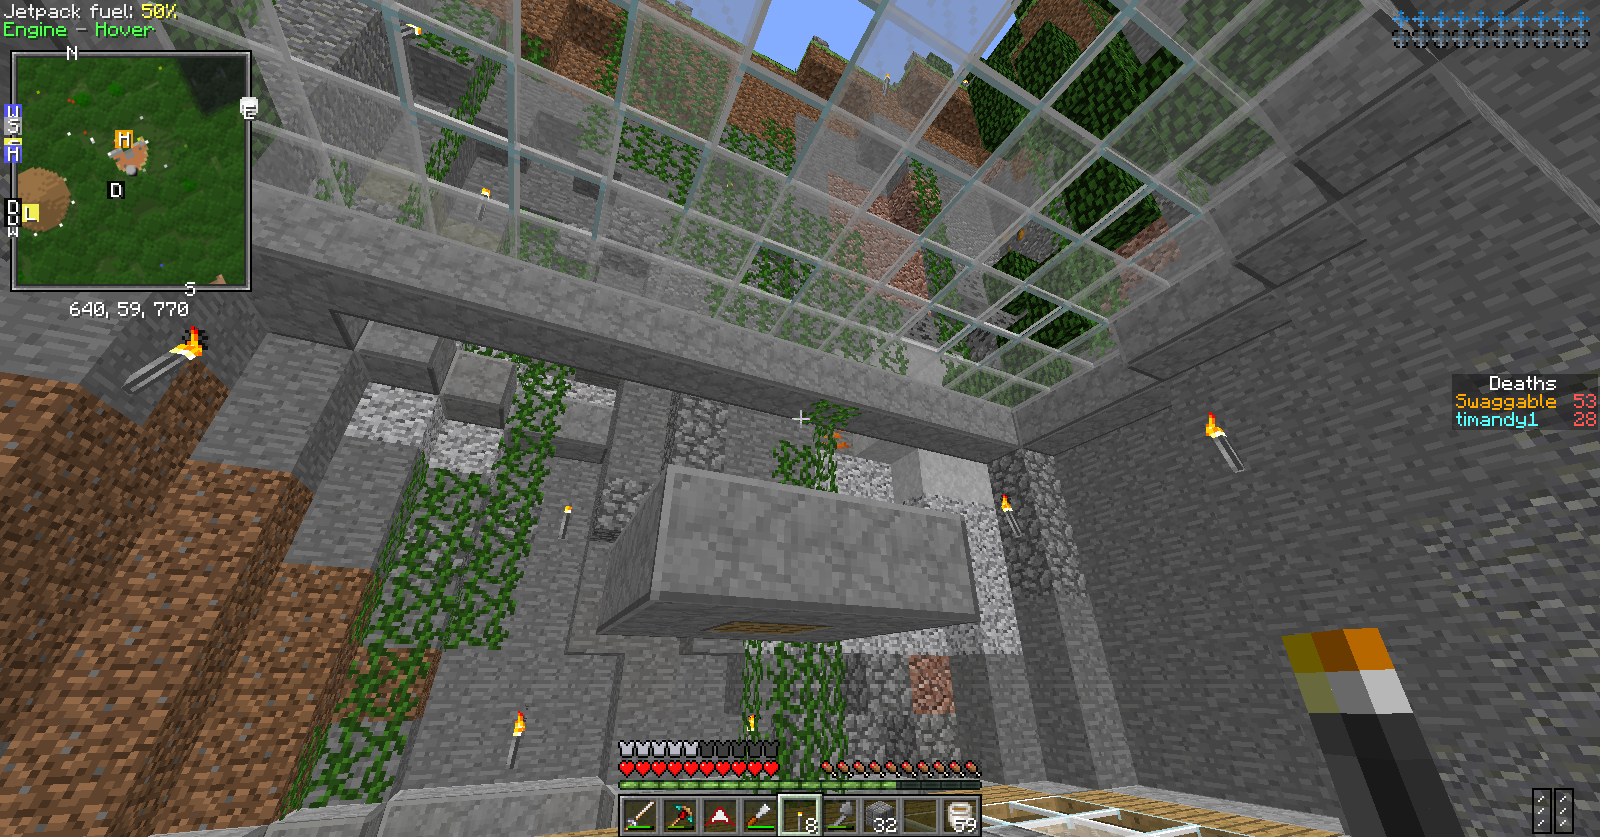 Jetpack fuel: 50%
Engine - Hover
N
W
S
H
H
D
D
L
W
S
640, 59, 770
Deaths
Swaggable 53
timandy1 28
8
32
59